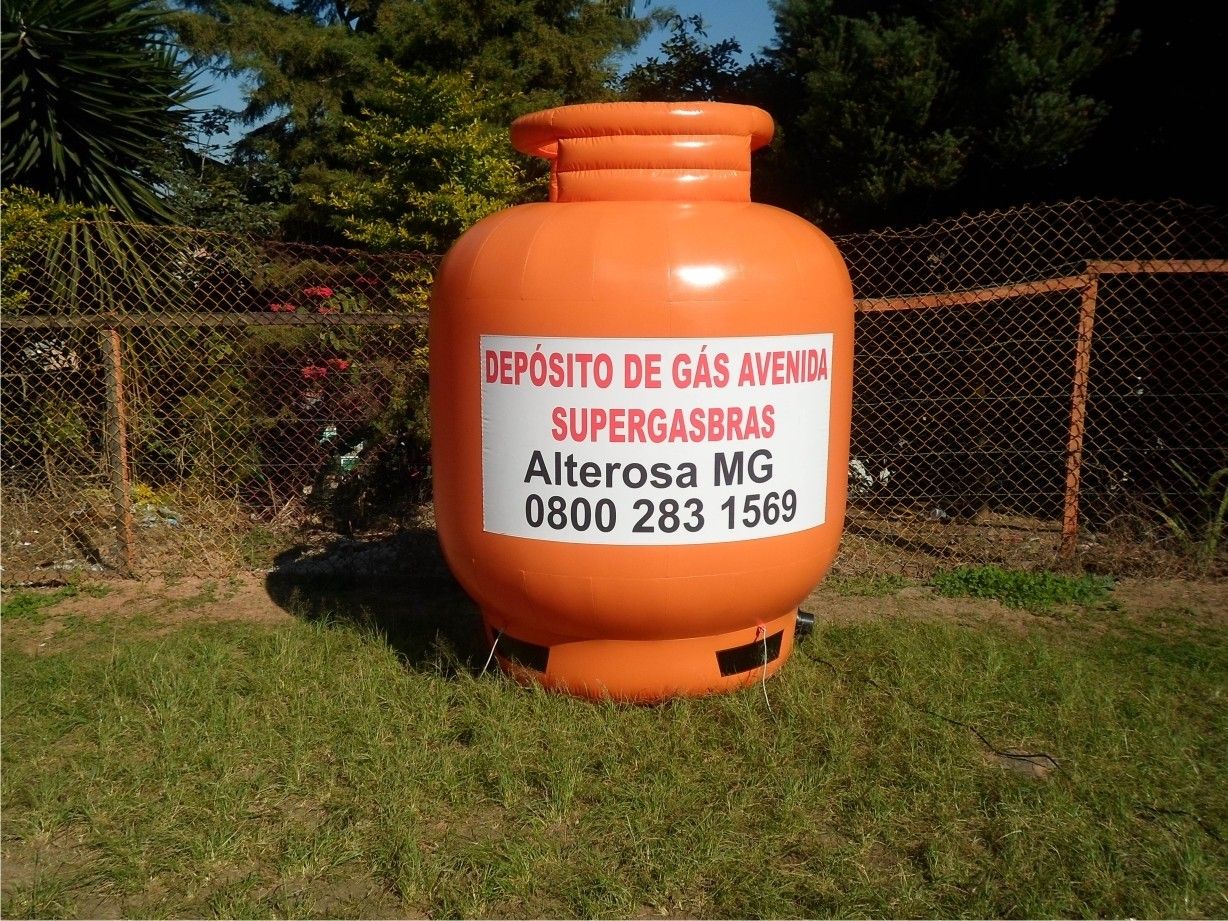 DEPÓSITO DE GÁS AVENIDA
SUPERGASBRAS
Alterosa MG
0800 283 1569